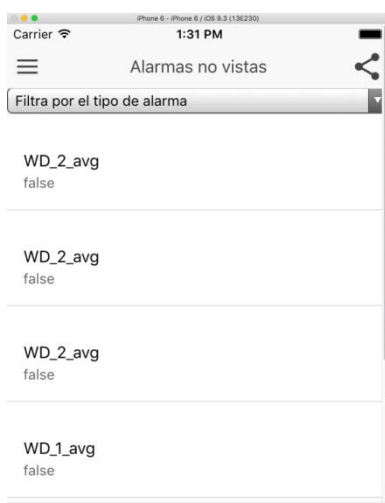 iPhone 6 - iPhone 6 / iOS 9.3 (13E230)
Carrier 1:31 PM
Alarmas no vistas
Filtra por el tipo de alarma
WD_2_avg
false
WD_2_avg
false
WD_2_avg
false
WD_1_avg
false